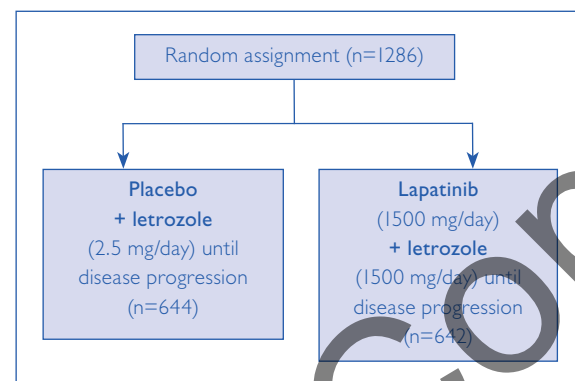 Random assignment (n=1286)
Placebo
+ letrozole
(2.5 mg/day) until
disease progression
(n=644)
Lapatinib
(1500 mg/day)
+ letrozole
(1500 mg/day) until
disease progression
(n=642)
Con